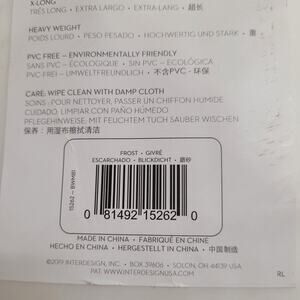 X-LONG
TRÈS LONG • EXTRA LARGO • EXTRA-LANG • 超长
HEAVY WEIGHT
POIDS LOURD • PESO PESADO • HOCHWERTIG UND STARK • 重
PVC FREE – ENVIRONMENTALLY FRIENDLY
SANS PVC – ÉCOLOGIQUE • SIN PVC – ECOLÓGICA
PVC-FREI – UMWELTFREUNDLICH • 不含PVC - 环保
CARE: WIPE CLEAN WITH DAMP CLOTH
SOINS : POUR NETTOYER, PASSER UN CHIFFON HUMIDE
CUIDADO: LIMPIAR CON PAÑO HÚMEDO
PFLEGEHINWEISE: MIT FEUCHTEM TUCH SAUBER WISCHEN
保养：用湿布擦拭清洁
FROST • GIVRÉ
ESCARCHADO • BLICKDICHT • 磨砂
15262 – BWMB1
0 81492 15262 0
MADE IN CHINA • FABRIQUÉ EN CHINE
HECHO EN CHINA • HERGESTELLT IN CHINA • 中国制造
©2019 INTERDESIGN, INC. • BOX 39606 • SOLON, OH 44139 USA
PAT: WWW.INTERDESIGNUSA.COM
RL